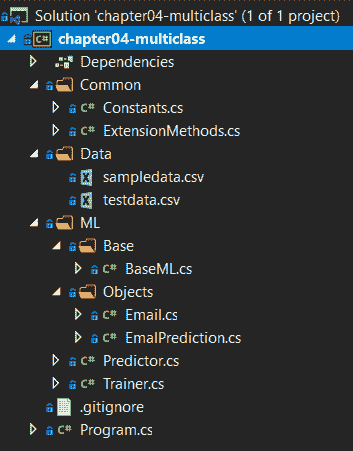 Solution 'chapter04-multiclass' (1 of 1 project)
C# chapter04-multiclass
Dependencies
Common
C# Constants.cs
C# ExtensionMethods.cs
Data
sampledata.csv
testdata.csv
ML
Base
C# BaseML.cs
Objects
C# Email.cs
C# EmalPrediction.cs
C# Predictor.cs
C# Trainer.cs
.gitignore
C# Program.cs